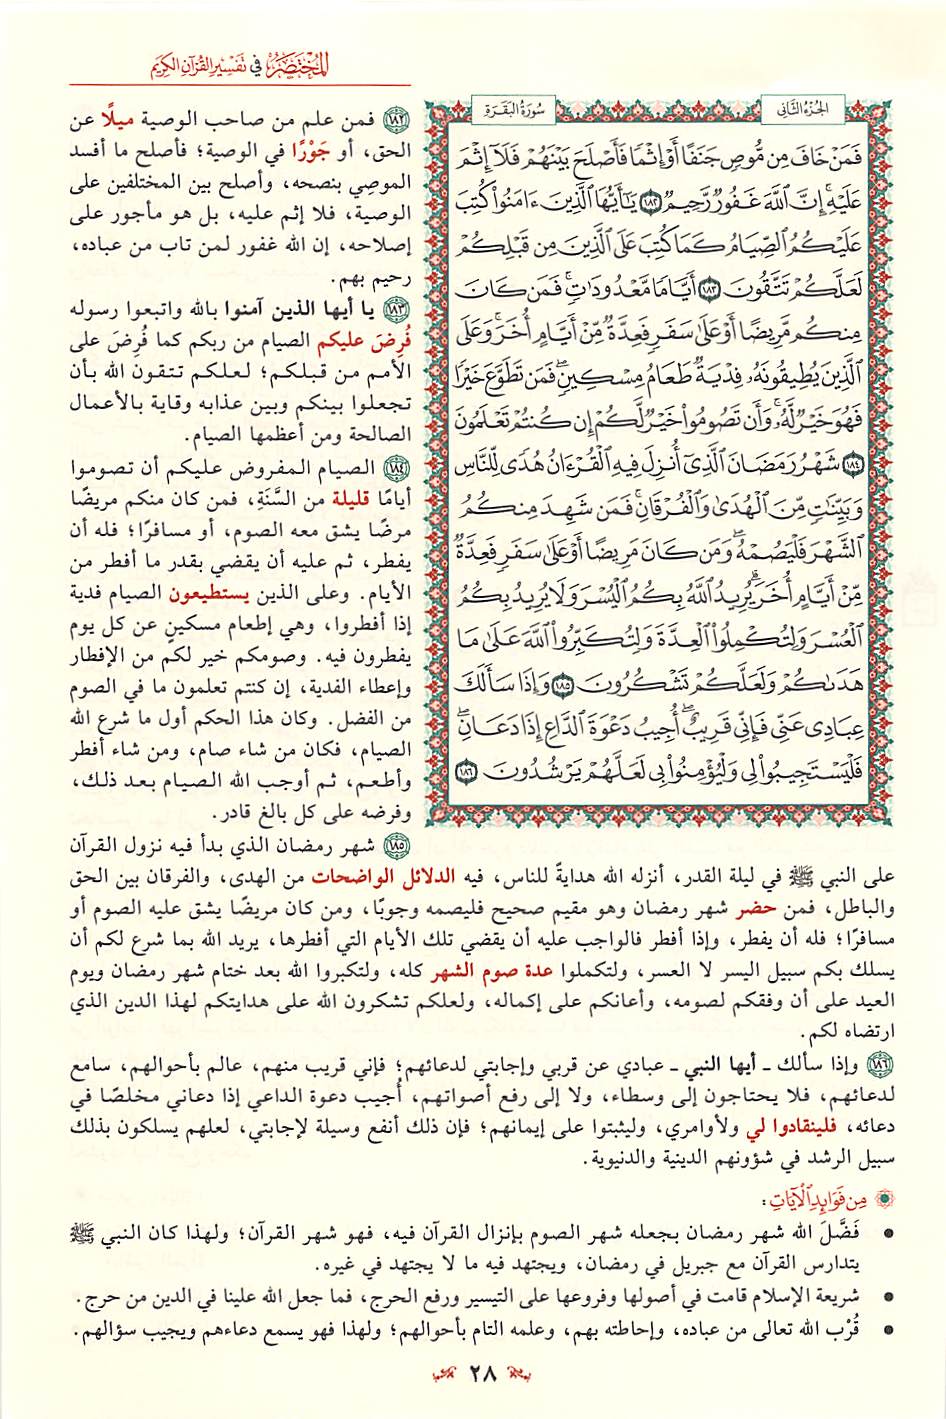 المختصر في تفسير القرآن الكريم
الجزء الثاني
سورة البقرة
فَمَنْ خَافَ مِن مُّوصٍ جَنَفًا أَوْ إِثْمًا فَأَصْلَحَ بَيْنَهُمْ فَلَا إِثْمَ
عَلَيْهِ إِنَّ اللَّهَ غَفُورٌ رَّحِيمٌ ١٨٢ يَا أَيُّهَا الَّذِينَ ءَامَنُوا كُتِبَ
عَلَيْكُمُ الصِّيَامُ كَمَا كُتِبَ عَلَى الَّذِينَ مِن قَبْلِكُمْ
لَعَلَّكُمْ تَتَّقُونَ ١٨٣ أَيَّامًا مَّعْدُودَاتٍ فَمَن كَانَ
مِنكُم مَّرِيضًا أَوْ عَلَى سَفَرٍ فَعِدَّةٌ مِّنْ أَيَّامٍ أُخَرَ وَعَلَى
الَّذِينَ يُطِيقُونَهُ فِدْيَةٌ طَعَامُ مِسْكِينٍ فَمَن تَطَوَّعَ خَيْرًا
فَهُوَ خَيْرٌ لَّهُ وَأَن تَصُومُوا خَيْرٌ لَّكُمْ إِن كُنتُمْ تَعْلَمُونَ
١٨٤ شَهْرُ رَمَضَانَ الَّذِي أُنزِلَ فِيهِ الْقُرْءَانُ هُدًى لِّلنَّاسِ
وَبَيِّنَاتٍ مِّنَ الْهُدَى وَالْفُرْقَانِ فَمَن شَهِدَ مِنكُمُ
الشَّهْرَ فَلْيَصُمْهُ وَمَن كَانَ مَرِيضًا أَوْ عَلَى سَفَرٍ فَعِدَّةٌ
مِّنْ أَيَّامٍ أُخَرَ يُرِيدُ اللَّهُ بِكُمُ الْيُسْرَ وَلَا يُرِيدُ بِكُمُ
الْعُسْرَ وَلِتُكْمِلُوا الْعِدَّةَ وَلِتُكَبِّرُوا اللَّهَ عَلَى مَا
هَدَاكُمْ وَلَعَلَّكُمْ تَشْكُرُونَ ١٨٥ وَإِذَا سَأَلَكَ
عِبَادِي عَنِّي فَإِنِّي قَرِيبٌ أُجِيبُ دَعْوَةَ الدَّاعِ إِذَا دَعَانِ
فَلْيَسْتَجِيبُوا لِي وَلْيُؤْمِنُوا بِي لَعَلَّهُمْ يَرْشُدُونَ ١٨٦
١٨٢ فمن علم من صاحب الوصية ميلًا عن
الحق، أو جَوْرًا في الوصية؛ فأصلح ما أفسد
الموصِي بنصحه، وأصلح بين المختلفين على
الوصية، فلا إثم عليه، بل هو مأجور على
إصلاحه، إن الله غفور لمن تاب من عباده،
رحيم بهم.
١٨٣ يا أيها الذين آمنوا بالله واتبعوا رسوله
فُرِضَ عليكم الصيام من ربكم كما فُرِضَ على
الأمم من قبلكم؛ لعلكم تتقون الله بأن
تجعلوا بينكم وبين عذابه وقاية بالأعمال
الصالحة ومن أعظمها الصيام.
١٨٤ الصيام المفروض عليكم أن تصوموا
أيامًا قليلة من السَّنَةِ، فمن كان منكم مريضًا
مرضًا يشق معه الصوم، أو مسافرًا؛ فله أن
يفطر، ثم عليه أن يقضي بقدر ما أفطر من
الأيام. وعلى الذين يستطيعون الصيام فدية
إذا أفطروا، وهي إطعام مسكينٍ عن كل يوم
يفطرون فيه. وصومكم خير لكم من الإفطار
وإعطاء الفدية، إن كنتم تعلمون ما في الصوم
من الفضل. وكان هذا الحكم أول ما شرع الله
الصيام، فكان من شاء صام، ومن شاء أفطر
وأطعم، ثم أوجب الله الصيام بعد ذلك،
وفرضه على كل بالغ قادر.
١٨٥ شهر رمضان الذي بدأ فيه نزول القرآن
على النبي ﷺ في ليلة القدر، أنزله الله هدايةً للناس، فيه الدلائل الواضحات من الهدى، والفرقان بين الحق
والباطل، فمن حضر شهر رمضان وهو مقيم صحيح فليصمه وجوبًا، ومن كان مريضًا يشق عليه الصوم أو
مسافرًا؛ فله أن يفطر، وإذا أفطر فالواجب عليه أن يقضي تلك الأيام التي أفطرها، يريد الله بما شرع لكم أن
يسلك بكم سبيل اليسر لا العسر، ولتكملوا عدة صوم الشهر كله، ولتكبروا الله بعد ختام شهر رمضان ويوم
العيد على أن وفقكم لصومه، وأعانكم على إكماله، ولعلكم تشكرون الله على هدايتكم لهذا الدين الذي
ارتضاه لكم.
١٨٦ وإذا سألك ـ أيها النبي ـ عبادي عن قربي وإجابتي لدعائهم؛ فإني قريب منهم، عالم بأحوالهم، سامع
لدعائهم، فلا يحتاجون إلى وسطاء، ولا إلى رفع أصواتهم، أُجيب دعوة الداعي إذا دعاني مخلصًا في
دعائه، فلينقادوا لي ولأوامري، وليثبتوا على إيمانهم؛ فإن ذلك أنفع وسيلة لإجابتي، لعلهم يسلكون بذلك
سبيل الرشد في شؤونهم الدينية والدنيوية.
من فوائد الآيات:
• فَضَّلَ الله شهر رمضان بجعله شهر الصوم بإنزال القرآن فيه، فهو شهر القرآن؛ ولهذا كان النبي ﷺ
يتدارس القرآن مع جبريل في رمضان، ويجتهد فيه ما لا يجتهد في غيره.
• شريعة الإسلام قامت في أصولها وفروعها على التيسير ورفع الحرج، فما جعل الله علينا في الدين من حرج.
• قُرْب الله تعالى من عباده، وإحاطته بهم، وعلمه التام بأحوالهم؛ ولهذا فهو يسمع دعاءهم ويجيب سؤالهم.
٢٨